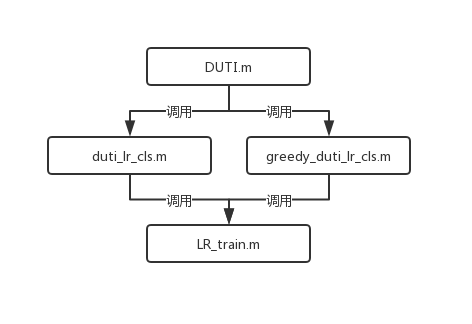 DUTI.m
调用 调用
duti_lr_cls.m greedy_duti_lr_cls.m
调用 调用
LR_train.m